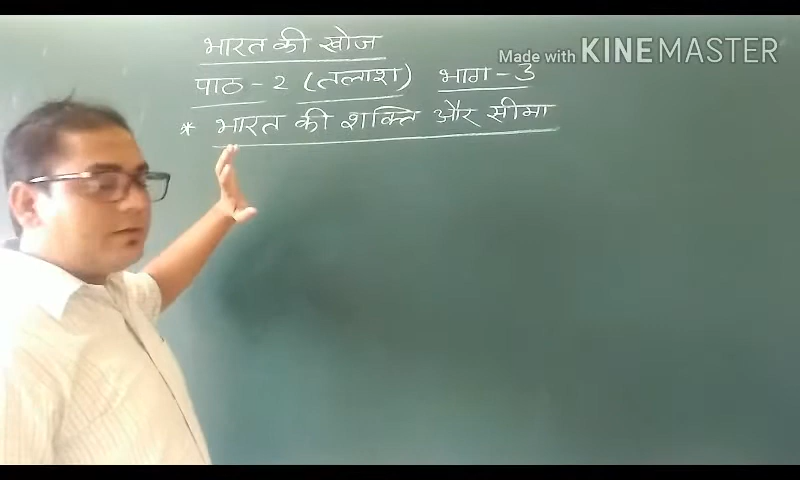 भारत की खोज
Made with KINEMASTER
पाठ - 2 (तलाश) भाग - 3
* भारत की शक्ति और सीमा